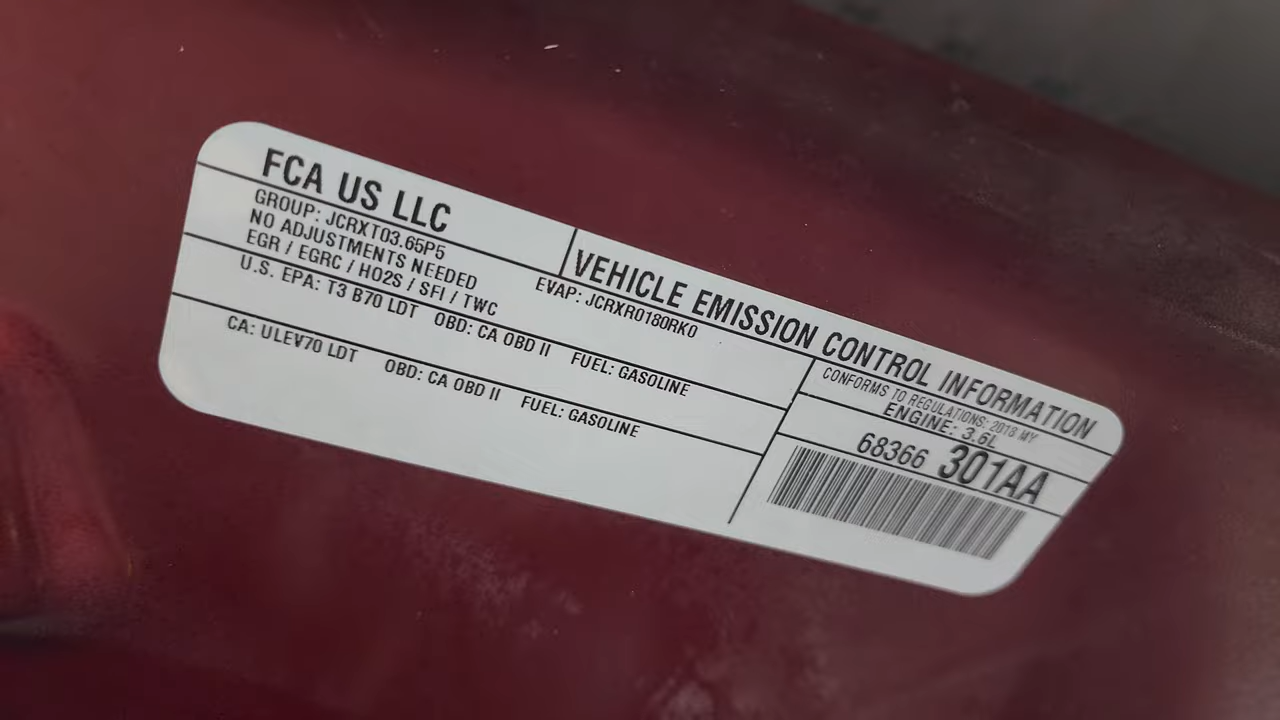 FCA US LLC
VEHICLE EMISSION CONTROL INFORMATION
GROUP: JCRXT03.65P5 EVAP: JCRXR0180RK0
NO ADJUSTMENTS NEEDED
EGR / EGRC / HO2S / SFI / TWC
CONFORMS TO REGULATIONS: 2018 MY
U.S. EPA: T3 B70 LDT OBD: CA OBD II FUEL: GASOLINE
ENGINE: 3.6L
CA: ULEV70 LDT OBD: CA OBD II FUEL: GASOLINE
68366 301AA